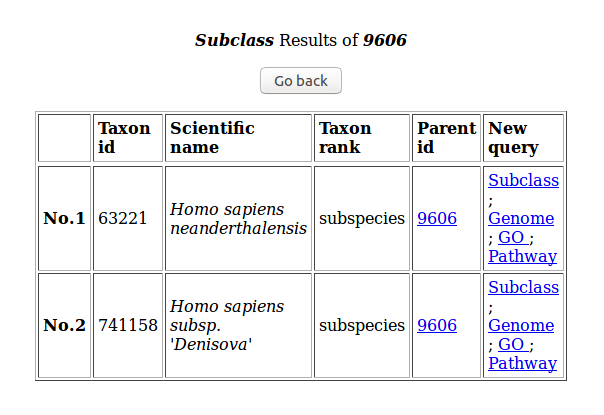 Subclass Results of 9606
Go back
Taxon id
Scientific name
Taxon rank
Parent id
New query
No.1
63221
Homo sapiens
neanderthalensis
subspecies
9606
Subclass
;
Genome
; GO ;
Pathway
No.2
741158
Homo sapiens
subsp.
'Denisova'
subspecies
9606
Subclass
;
Genome
; GO ;
Pathway